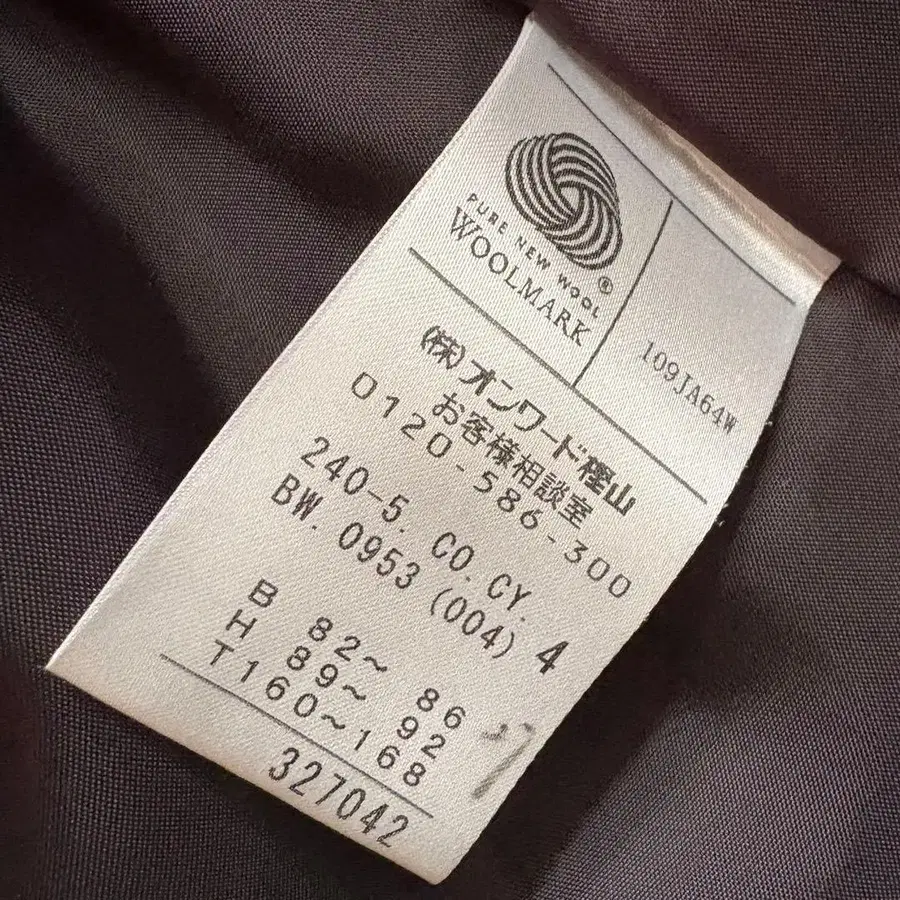 PURE NEW WOOL
®
WOOLMARK
109JA64W
(株)オンワード樫山
お客様相談室
0120-586-300
240-5. CO.CY.
BW. 0953 (004) 4
B 82~ 86
H 89~ 92
T160~168
327042